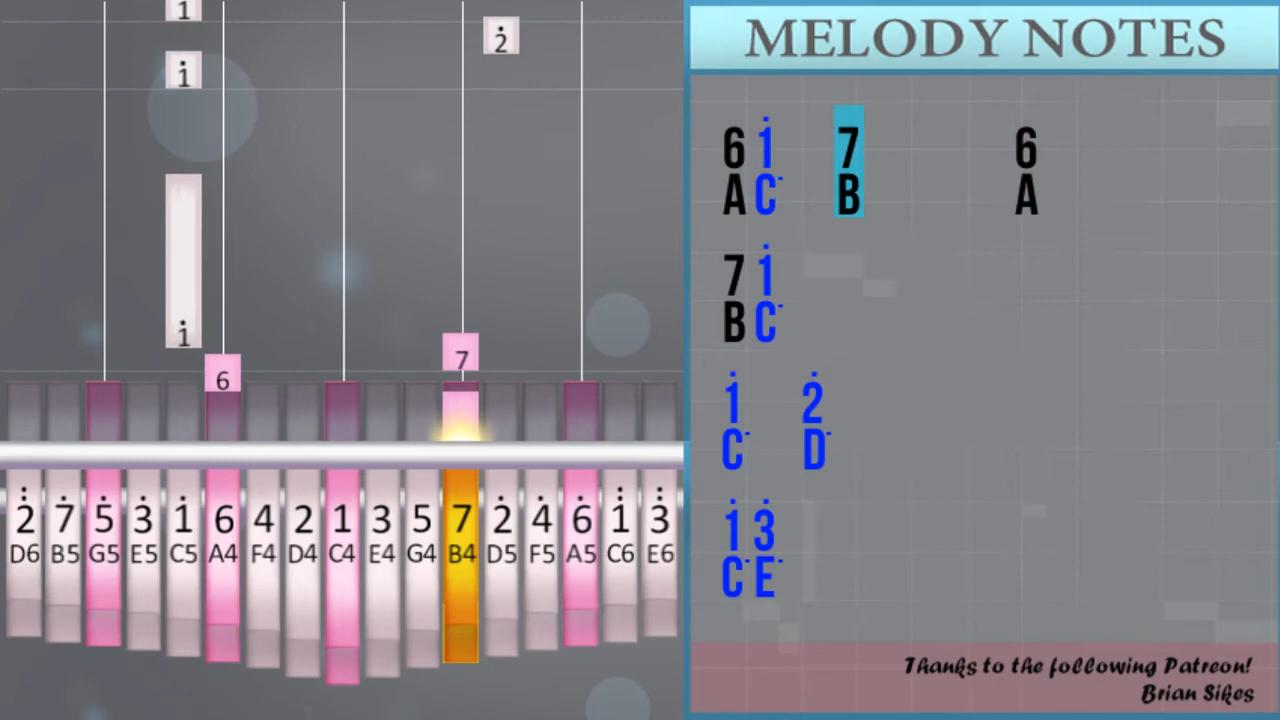 1
2̇
1̇
1̇
6
7
2̈ 7̇ 5̇ 3̇ 1̇ 6 4 2 1 3 5 7 2̇ 4̇ 6̇ 1̈ 3̈
D6 B5 G5 E5 C5 A4 F4 D4 C4 E4 G4 B4 D5 F5 A5 C6 E6
MELODY NOTES
6 1̇ 7 6
A C˙ B A
7 1̇
B C˙
1̇ 2̇
C˙ D˙
1̇ 3̇
C˙ E˙
Thanks to the following Patreon!
Brian Sikes